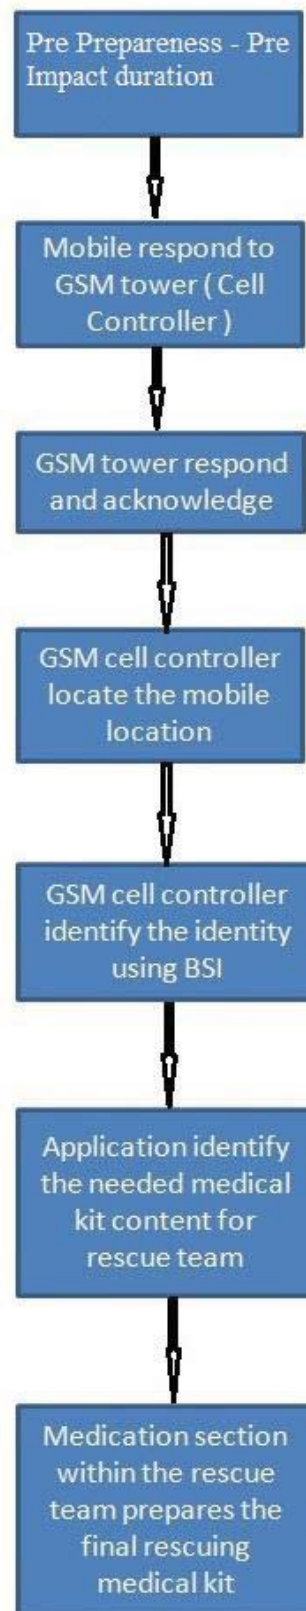 Pre Prepareness - Pre
Impact duration
Mobile respond to
GSM tower ( Cell
Controller )
GSM tower respond
and acknowledge
GSM cell controller
locate the mobile
location
GSM cell controller
identify the identity
using BSI
Application identify
the needed medical
kit content for
rescue team
Medication section
within the rescue
team prepares the
final rescuing
medical kit